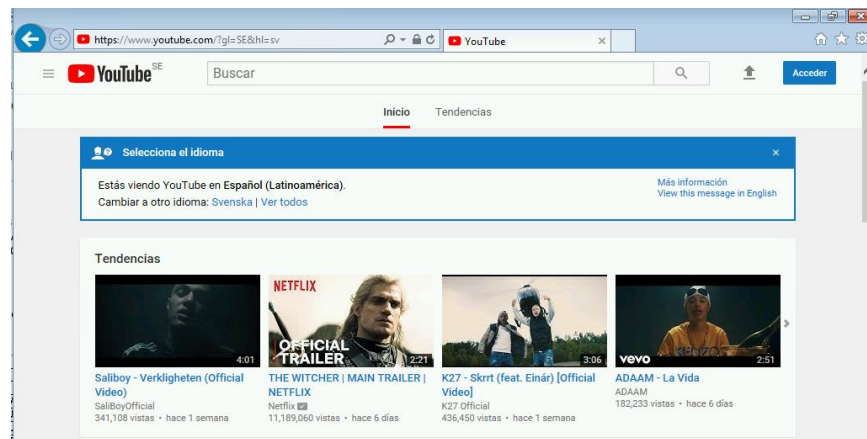 https://www.youtube.com/?gl=SE&hl=sv
YouTube
YouTube SE
Buscar
Acceder
Inicio Tendencias
Selecciona el idioma
Estás viendo YouTube en Español (Latinoamérica).
Cambiar a otro idioma: Svenska | Ver todos
Más información
View this message in English
Tendencias
4:01
Saliboy - Verkligheten (Official
Video)
SaliBoyOfficial
341,108 vistas • hace 1 semana
NETFLIX
OFFICIAL
TRAILER
2:21
THE WITCHER | MAIN TRAILER |
NETFLIX
Netflix
11,189,060 vistas • hace 6 días
3:06
K27 - Skrrt (feat. Einár) [Official
Video]
K27 Official
436,450 vistas • hace 1 semana
KENZO
vevo
2:51
ADAAM - La Vida
ADAAM
182,233 vistas • hace 6 días